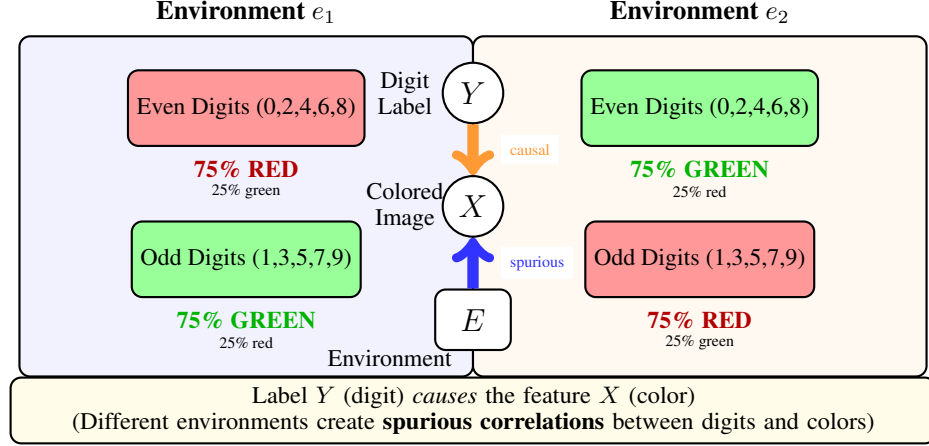 Environment e₁
Environment e₂
Even Digits (0,2,4,6,8)
75% RED
25% green
Odd Digits (1,3,5,7,9)
75% GREEN
25% red
Digit
Label
Y
causal
Colored
Image
X
spurious
E
Environment
Even Digits (0,2,4,6,8)
75% GREEN
25% red
Odd Digits (1,3,5,7,9)
75% RED
25% green
Label Y (digit) causes the feature X (color)
(Different environments create spurious correlations between digits and colors)